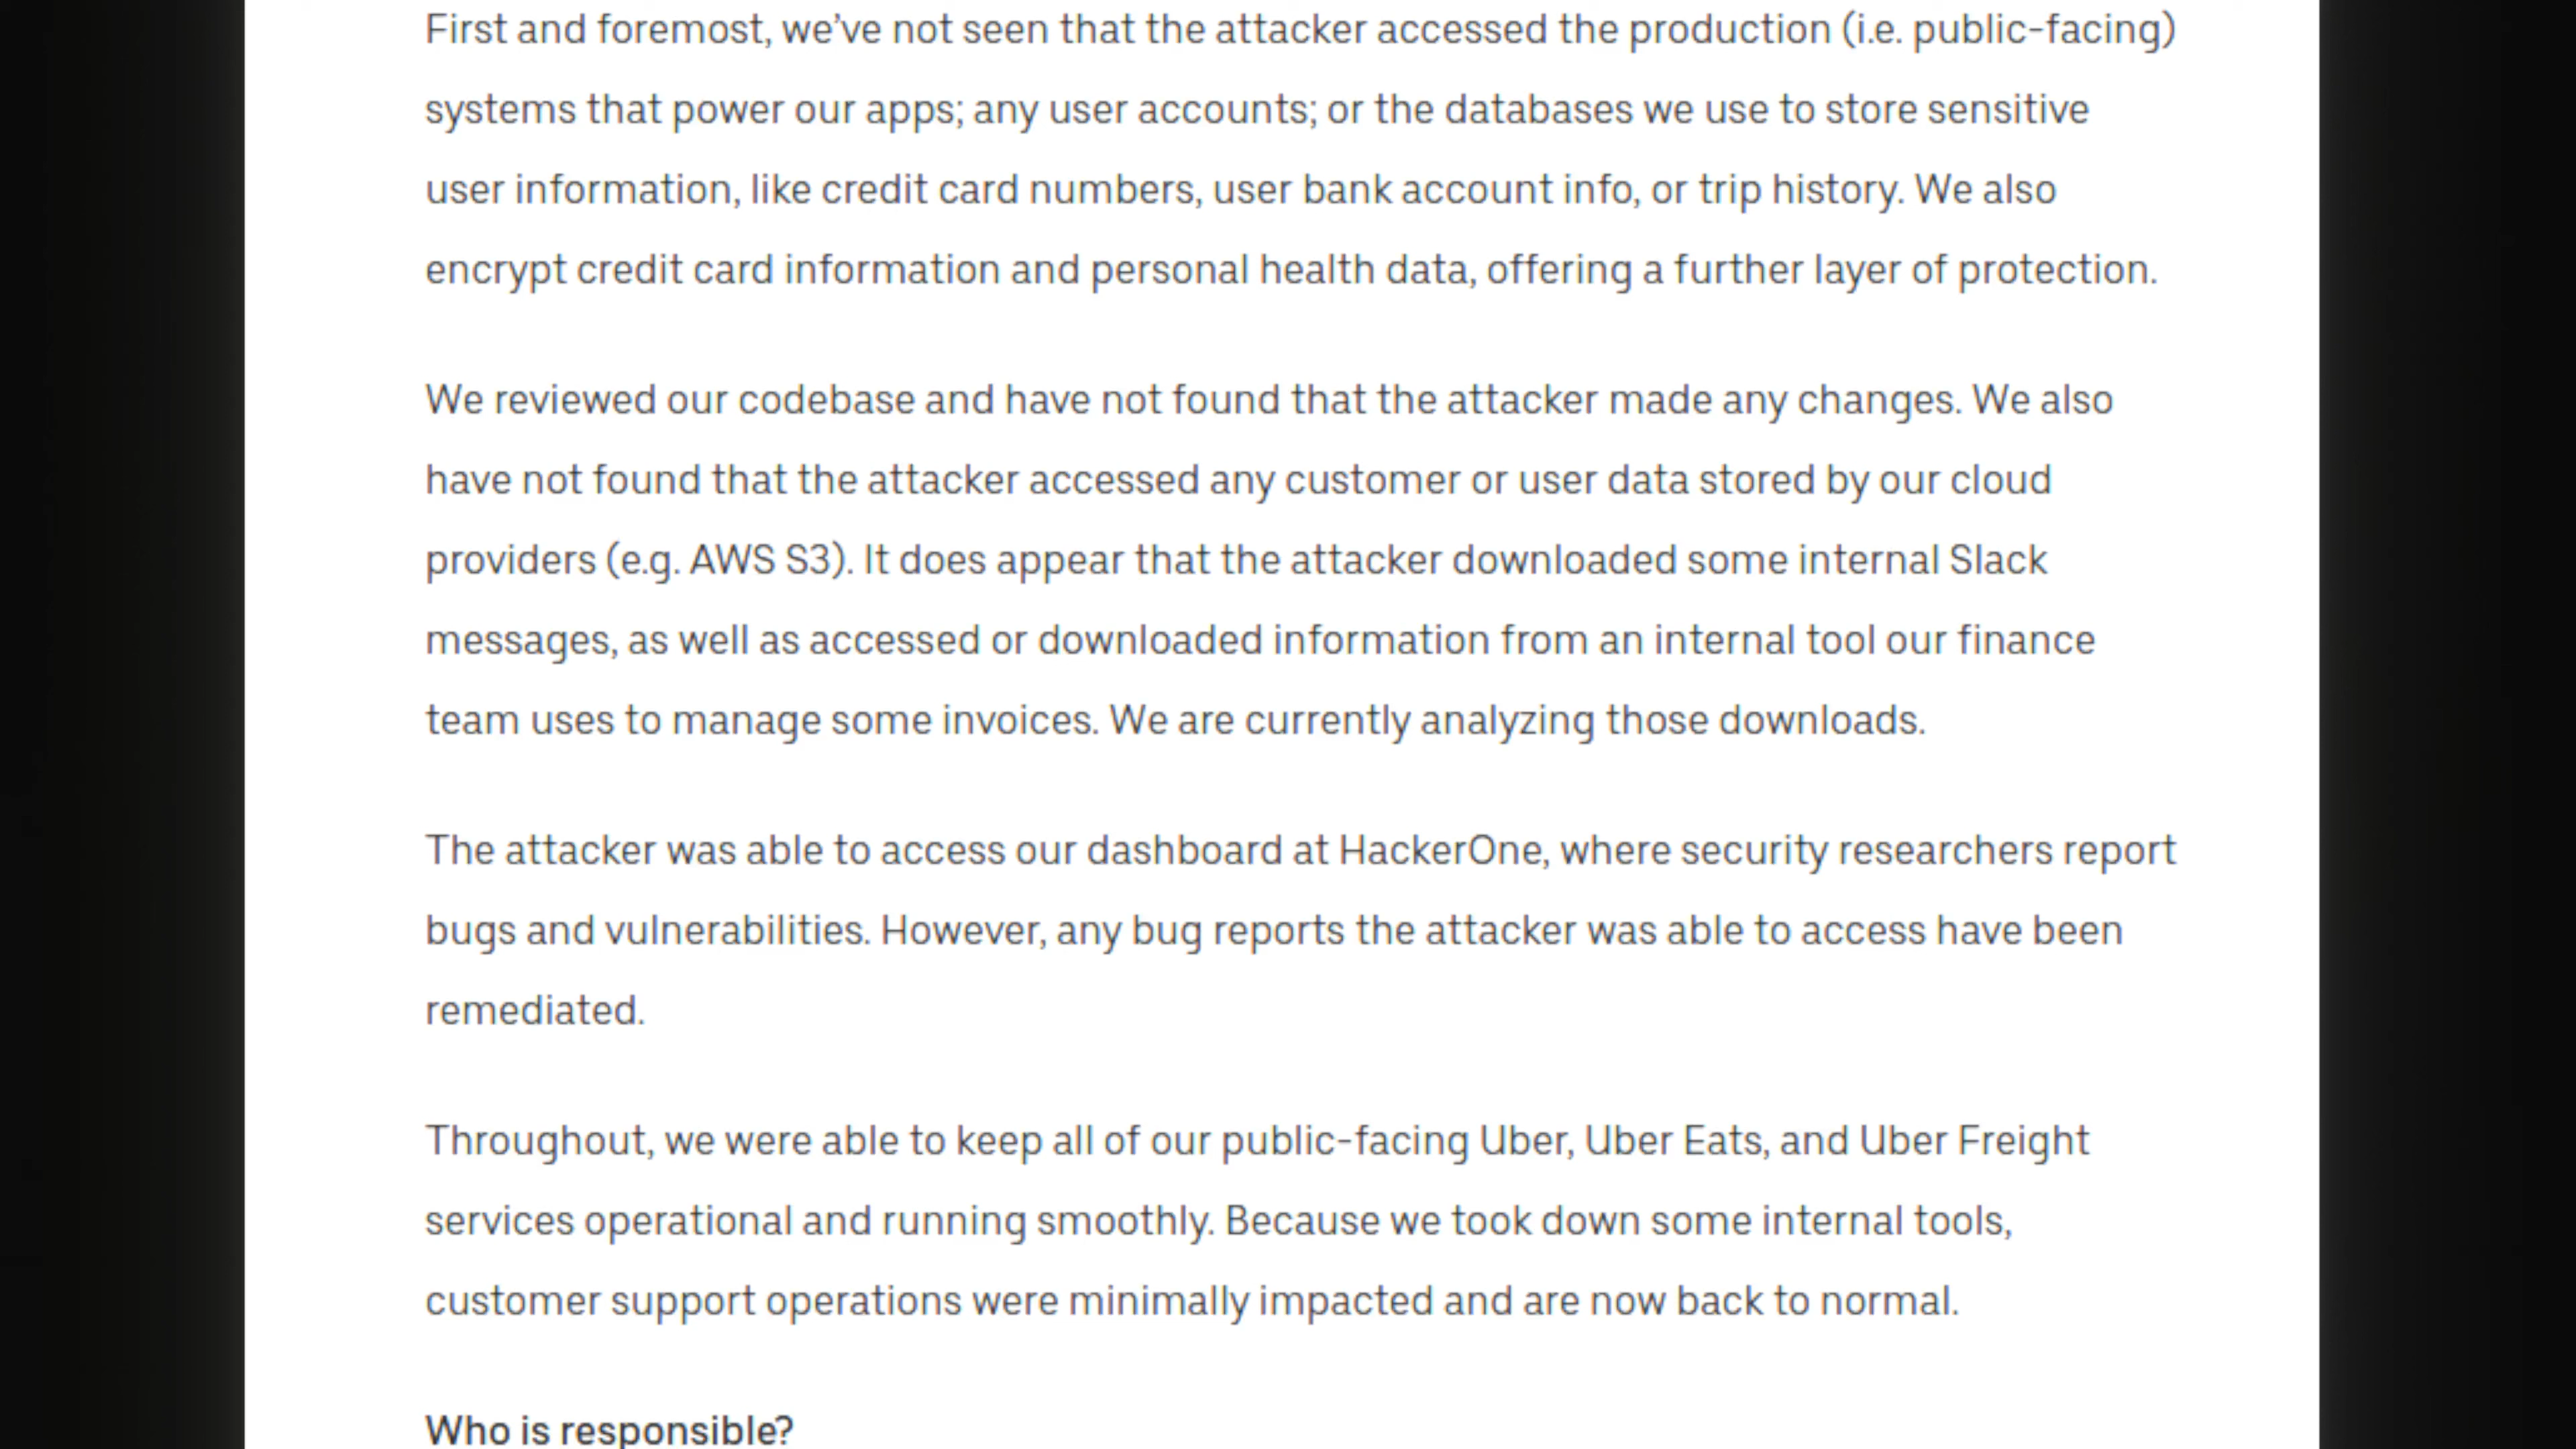 First and foremost, we’ve not seen that the attacker accessed the production (i.e. public-facing)
systems that power our apps; any user accounts; or the databases we use to store sensitive
user information, like credit card numbers, user bank account info, or trip history. We also
encrypt credit card information and personal health data, offering a further layer of protection.
We reviewed our codebase and have not found that the attacker made any changes. We also
have not found that the attacker accessed any customer or user data stored by our cloud
providers (e.g. AWS S3). It does appear that the attacker downloaded some internal Slack
messages, as well as accessed or downloaded information from an internal tool our finance
team uses to manage some invoices. We are currently analyzing those downloads.
The attacker was able to access our dashboard at HackerOne, where security researchers report
bugs and vulnerabilities. However, any bug reports the attacker was able to access have been
remediated.
Throughout, we were able to keep all of our public-facing Uber, Uber Eats, and Uber Freight
services operational and running smoothly. Because we took down some internal tools,
customer support operations were minimally impacted and are now back to normal.
Who is responsible?